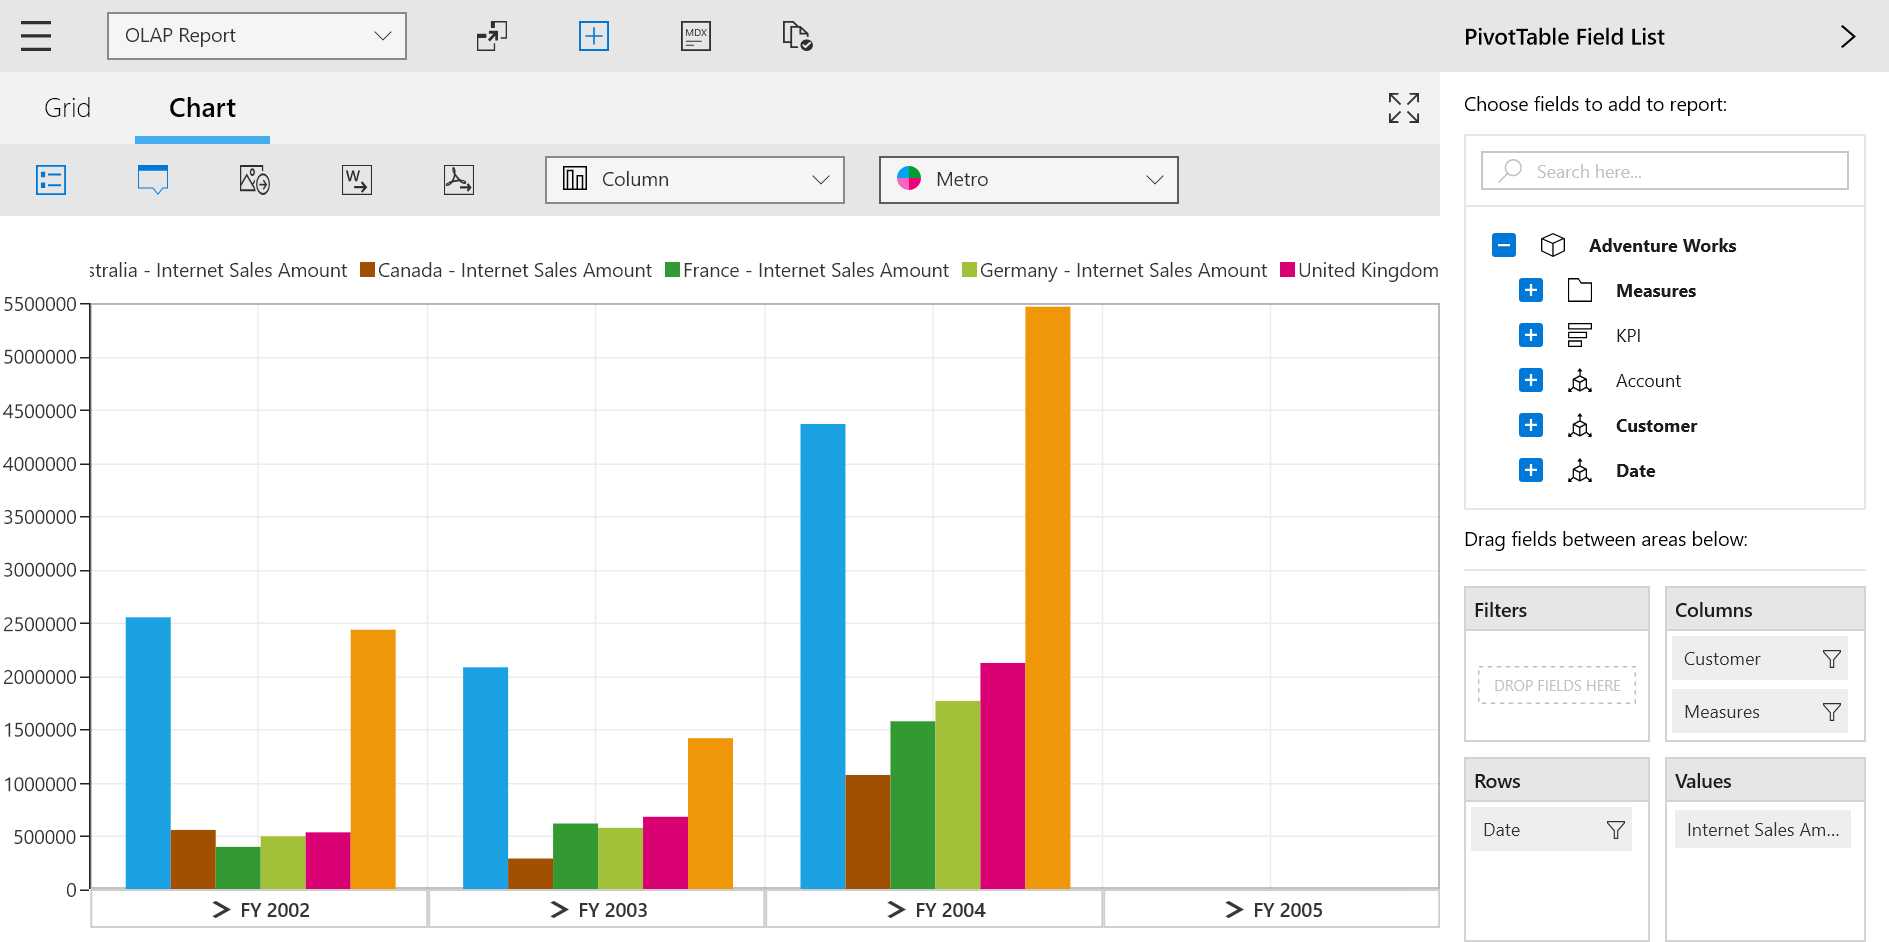 OLAP Report
MDX
PivotTable Field List
Grid
Chart
Choose fields to add to report:
W
Column
Metro
Search here...
Adventure Works
Measures
KPI
Account
Customer
Date
stralia - Internet Sales Amount Canada - Internet Sales Amount France - Internet Sales Amount Germany - Internet Sales Amount United Kingdom
5500000
5000000
4500000
4000000
3500000
3000000
2500000
2000000
1500000
1000000
500000
0
FY 2002
FY 2003
FY 2004
FY 2005
Drag fields between areas below:
Filters
DROP FIELDS HERE
Columns
Customer
Measures
Rows
Date
Values
Internet Sales Am...